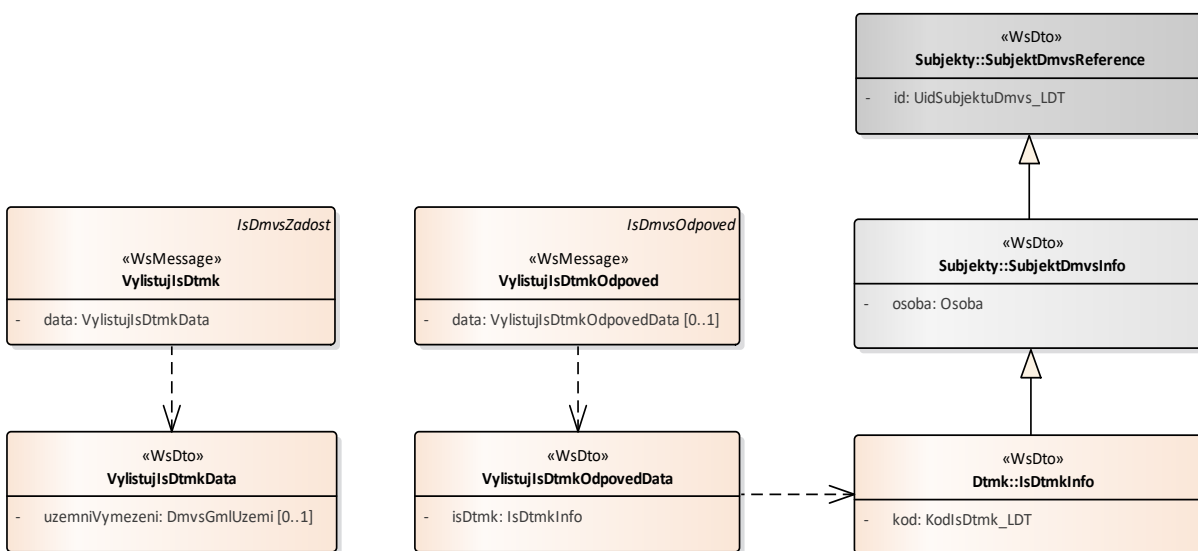 «WsDto»
Subjekty::SubjektDmvsReference
- id: UidSubjektuDmvs_LDT
IsDmvsZadost
«WsMessage»
VylistujIsDtmk
- data: VylistujIsDtmkData
IsDmvsOdpoved
«WsMessage»
VylistujIsDtmkOdpoved
- data: VylistujIsDtmkOdpovedData [0..1]
«WsDto»
Subjekty::SubjektDmvsInfo
- osoba: Osoba
«WsDto»
VylistujIsDtmkData
- uzemniVymezeni: DmvsGmlUzemi [0..1]
«WsDto»
VylistujIsDtmkOdpovedData
- isDtmk: IsDtmkInfo
«WsDto»
Dtmk::IsDtmkInfo
- kod: KodIsDtmk_LDT